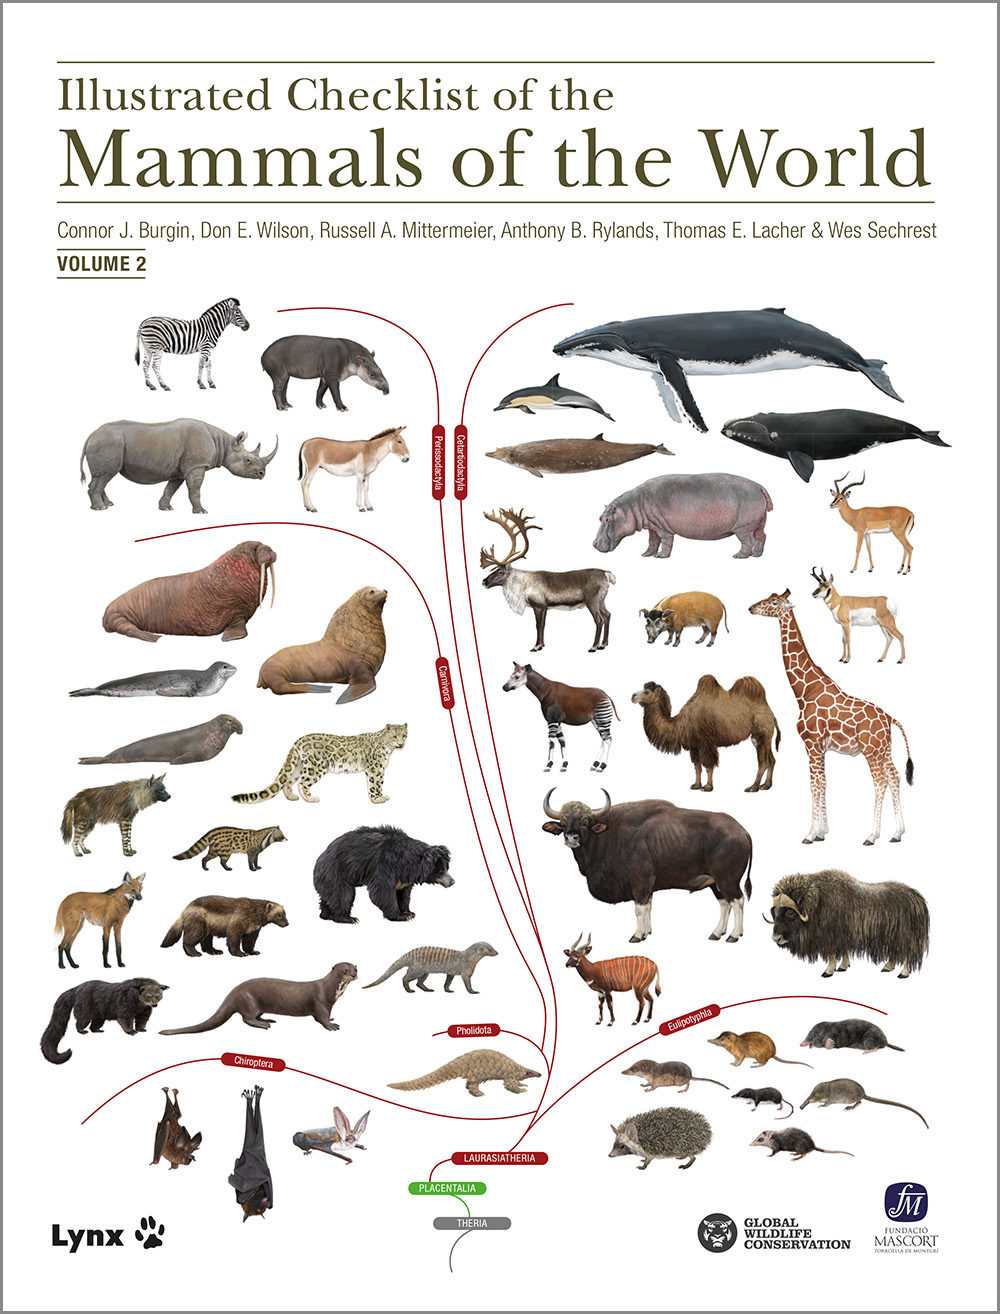 Illustrated Checklist of the
Mammals of the World
Connor J. Burgin, Don E. Wilson, Russell A. Mittermeier, Anthony B. Rylands, Thomas E. Lacher & Wes Sechrest
VOLUME 2
Perissodactyla
Cetartiodactyla
Carnivora
Pholidota
Eulipotyphla
Chiroptera
LAURASIATHERIA
PLACENTALIA
THERIA
Lynx
GLOBAL
WILDLIFE
CONSERVATION
fM
FUNDACIÓ
MASCORT
TORROELLA DE MONTGRÍ